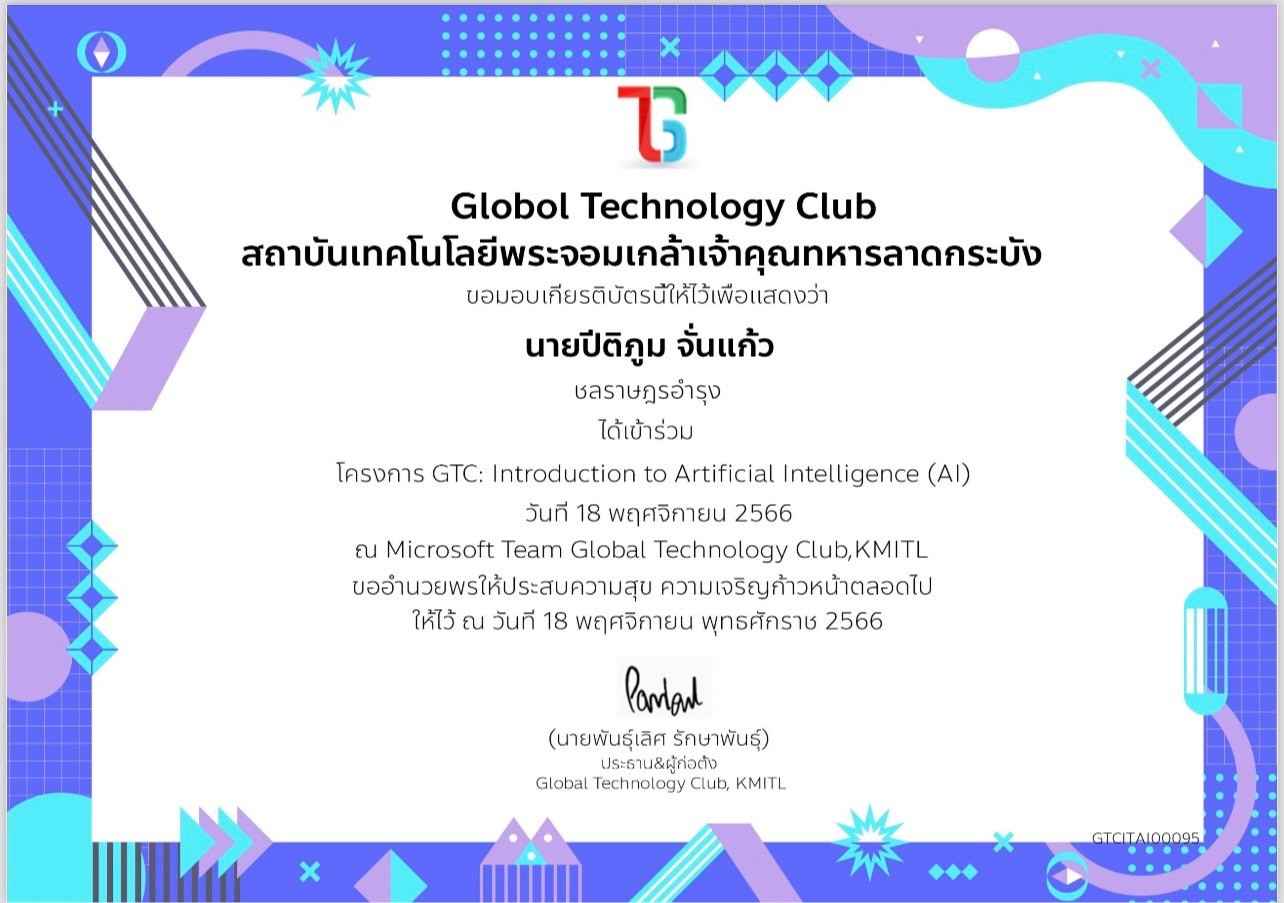 Globol Technology Club
สถาบันเทคโนโลยีพระจอมเกล้าเจ้าคุณทหารลาดกระบัง
ขอมอบเกียรติบัตรนี้ให้ไว้เพื่อแสดงว่า
นายปีติภูม จั่นแก้ว
ชลราษฎรอำรุง
ได้เข้าร่วม
โครงการ GTC: Introduction to Artificial Intelligence (AI)
วันที่ 18 พฤศจิกายน 2566
ณ Microsoft Team Global Technology Club,KMITL
ขออำนวยพรให้ประสบความสุข ความเจริญก้าวหน้าตลอดไป
ให้ไว้ ณ วันที่ 18 พฤศจิกายน พุทธศักราช 2566
(นายพันธุ์เลิศ รักษาพันธุ์)
ประธาน&ผู้ก่อตั้ง
Global Technology Club, KMITL
GTCITAI00095